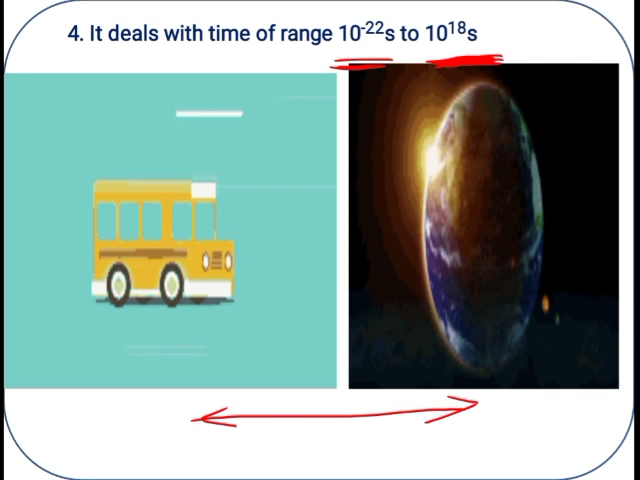 4. It deals with time of range 10⁻²²s to 10¹⁸s